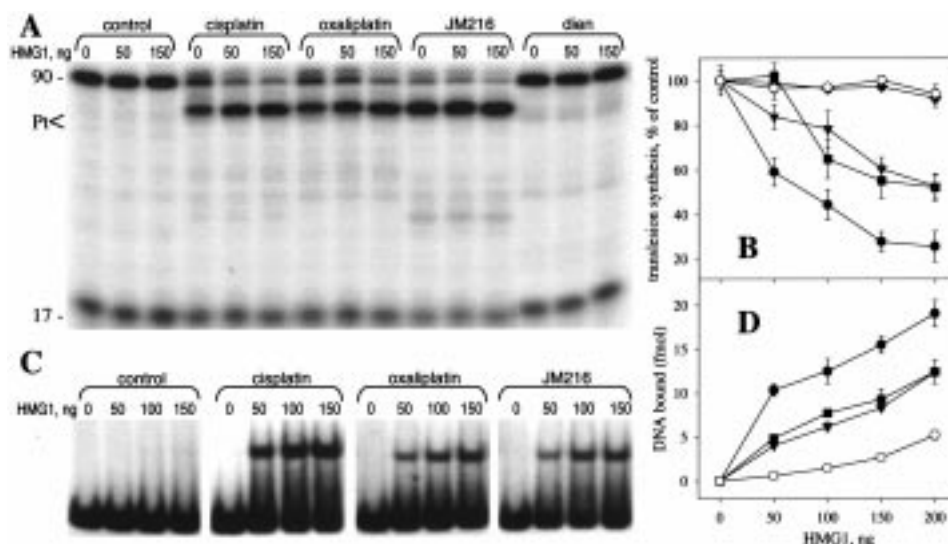 A
control
cisplatin
oxaliplatin
JM216
dien
HMG1, ng
0 50 150 0 50 150 0 50 150 0 50 150 0 50 150
90 -
Pt<
17 -
translesion synthesis, % of control
100
80
60
40
20
B
C
control
cisplatin
oxaliplatin
JM216
HMG1, ng
0 50 100 150 0 50 100 150 0 50 100 150 0 50 100 150
DNA bound (fmol)
20
15
10
5
0
D
0 50 100 150 200
HMG1, ng